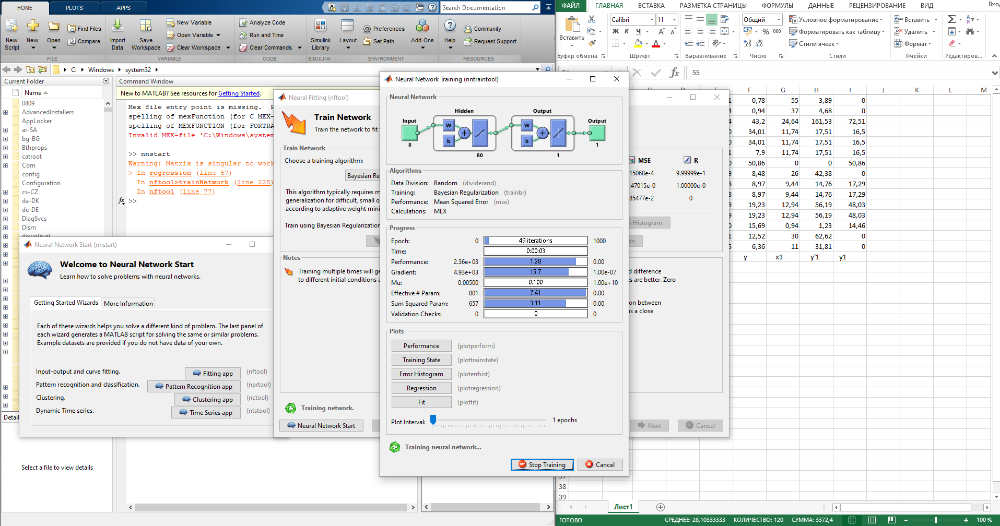 HOME PLOTS APPS
Search Documentation
New Script
New
Open
Find Files
Compare
Import Data
Save Workspace
New Variable
Open Variable
Clear Workspace
Analyze Code
Run and Time
Clear Commands
Simulink Library
Layout
Preferences
Set Path
Add-Ons
Help
Community
Request Support
FILE VARIABLE CODE SIMULINK ENVIRONMENT RESOURCES
C: Windows system32
Current Folder
Name
0409
AdvancedInstallers
AppLocker
ar-SA
bg-BG
Bthprops
catroot
Com
config
Configuration
cs-CZ
da-DK
de-DE
DiagSvcs
Dism
downlevel
Detail
Select a file to view details
Command Window
New to MATLAB? See resources for Getting Started.
Mex file entry point is missing.
spelling of mexFunction (for C MEX-
spelling of MEXFUNCTION (for FORTRA
Invalid MEX-file 'C:\Windows\system
>> nnstart
Warning: Matrix is singular to work
> In regression (line 57)
In nftool>trainNetwork (line 225)
In nftool (line 77)
fx >>
Neural Network Start (nnstart)
Welcome to Neural Network Start
Learn how to solve problems with neural networks.
Getting Started Wizards More Information
Each of these wizards helps you solve a different kind of problem. The last panel of
each wizard generates a MATLAB script for solving the same or similar problems.
Example datasets are provided if you do not have data of your own.
Input-output and curve fitting. Fitting app (nftool)
Pattern recognition and classification. Pattern Recognition app (nprtool)
Clustering. Clustering app (nctool)
Dynamic Time series. Time Series app (ntstool)
Neural Fitting (nftool)
Train Network
Train the network to fit
Train Network
Choose a training algorithm:
Bayesian Re
This algorithm typically requires m
generalization for difficult, small o
according to adaptive weight mini
Train using Bayesian Regularization
Notes
Training multiple times will ge
to different initial conditions a
Training network.
Neural Network Start
MSE R
15068e-4 9.99999e-1
.47015e-0 1.00000e-0
85477e-2 0
r Histogram
on
d difference
s are better. Zero
on between
s a close
Next Cancel
Neural Network Training (nntraintool)
Neural Network
Hidden Output
Input Output
W b W b
8 80 1 1
Algorithms
Data Division: Random (dividerand)
Training: Bayesian Regularization (trainbr)
Performance: Mean Squared Error (mse)
Calculations: MEX
Progress
Epoch: 0 49 iterations 1000
Time: 0:00:03
Performance: 2.36e+03 1.28 0.00
Gradient: 4.93e+03 15.7 1.00e-07
Mu: 0.00500 0.100 1.00e+10
Effective # Param: 801 7.41 0.00
Sum Squared Param: 657 3.11 0.00
Validation Checks: 0 0 0
Plots
Performance (plotperform)
Training State (plottrainstate)
Error Histogram (ploterrhist)
Regression (plotregression)
Fit (plotfit)
Plot Interval: 1 epochs
Training neural network...
STOP Stop Training Cancel
ФАЙЛ ГЛАВНАЯ ВСТАВКА РАЗМЕТКА СТРАНИЦЫ ФОРМУЛЫ ДАННЫЕ РЕЦЕНЗИРОВАНИЕ ВИД Вхо
Вставить
Calibri 11
Ж К Ч
Общий
% 000
Условное форматирование
Форматировать как таблицу
Стили ячеек
Вставить
Удалить
Формат
Буфер обмена Шрифт Выравнивание Число Стили Ячейки Редактиров...
fx 55
F G H I J K L M
0,78 55 3,89 0
0,94 37 4,68 0
43,2 24,64 161,53 72,51
34,01 11,74 17,51 16,5
34,01 11,74 17,51 16,5
7,9 11,74 17,51 16,5
50,86 0 0 50,86
8,48 26 42,38 0
8,97 9,44 14,76 17,29
8,97 9,44 14,76 17,29
19,23 12,94 56,19 48,03
19,23 12,94 56,19 48,03
15,69 0,94 1,23 14,46
12,52 30 62,62 0
6,36 11 31,81 0
y x1 y'1 y1
38
39
Лист1
ГОТОВО СРЕДНЕЕ: 28,10333333 КОЛИЧЕСТВО: 120 СУММА: 3372,4 100 %